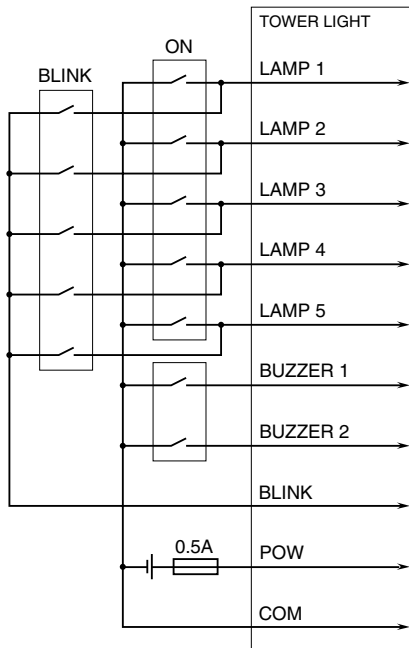 TOWER LIGHT
ON
BLINK
LAMP 1
LAMP 2
LAMP 3
LAMP 4
LAMP 5
BUZZER 1
BUZZER 2
BLINK
0.5A
POW
COM